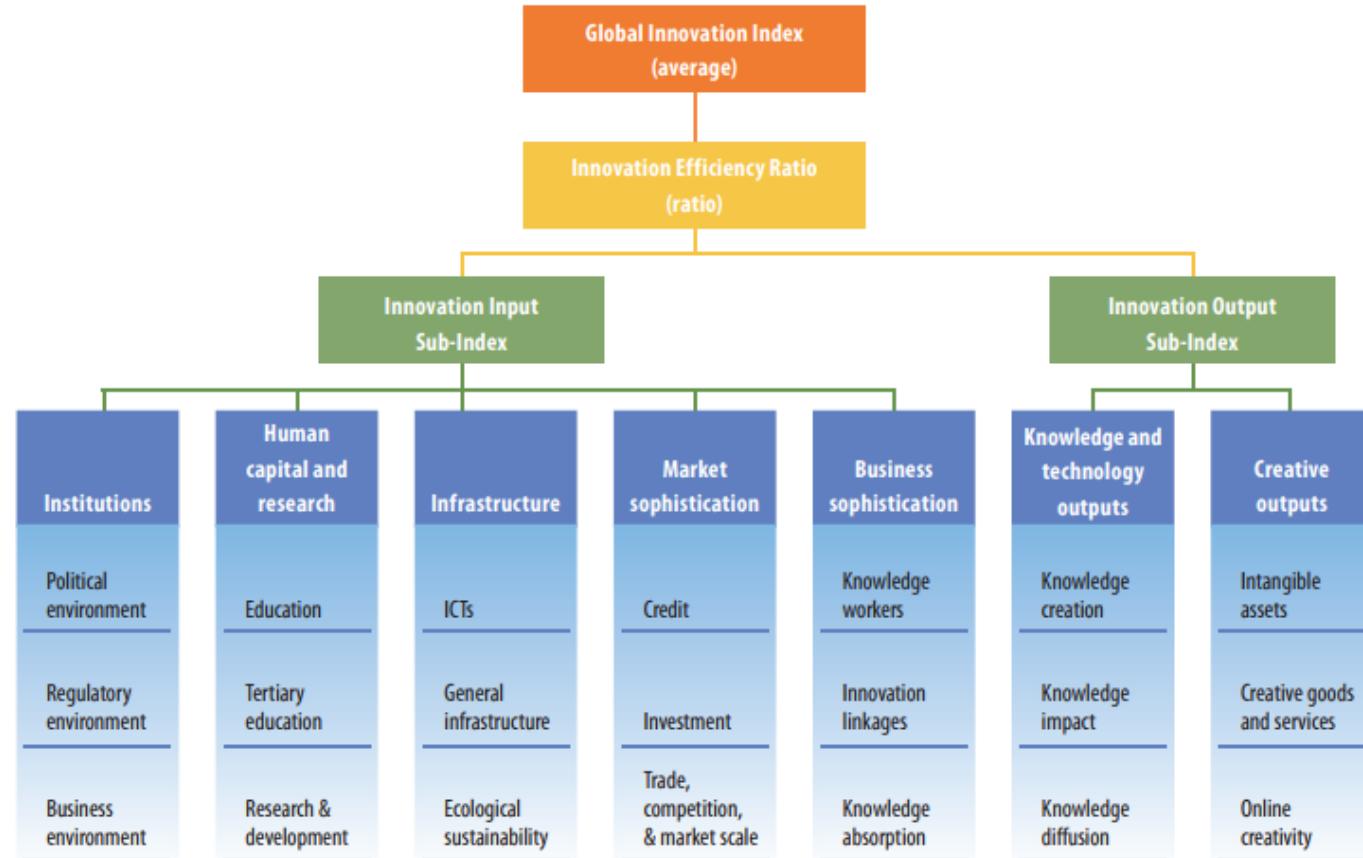 Global Innovation Index
(average)
Innovation Efficiency Ratio
(ratio)
Innovation Input
Sub-Index
Innovation Output
Sub-Index
Institutions
Human
capital and
research
Infrastructure
Market
sophistication
Business
sophistication
Knowledge and
technology
outputs
Creative
outputs
Political
environment
Education
ICTs
Credit
Knowledge
workers
Knowledge
creation
Intangible
assets
Regulatory
environment
Tertiary
education
General
infrastructure
Investment
Innovation
linkages
Knowledge
impact
Creative goods
and services
Business
environment
Research &
development
Ecological
sustainability
Trade,
competition,
& market scale
Knowledge
absorption
Knowledge
diffusion
Online
creativity